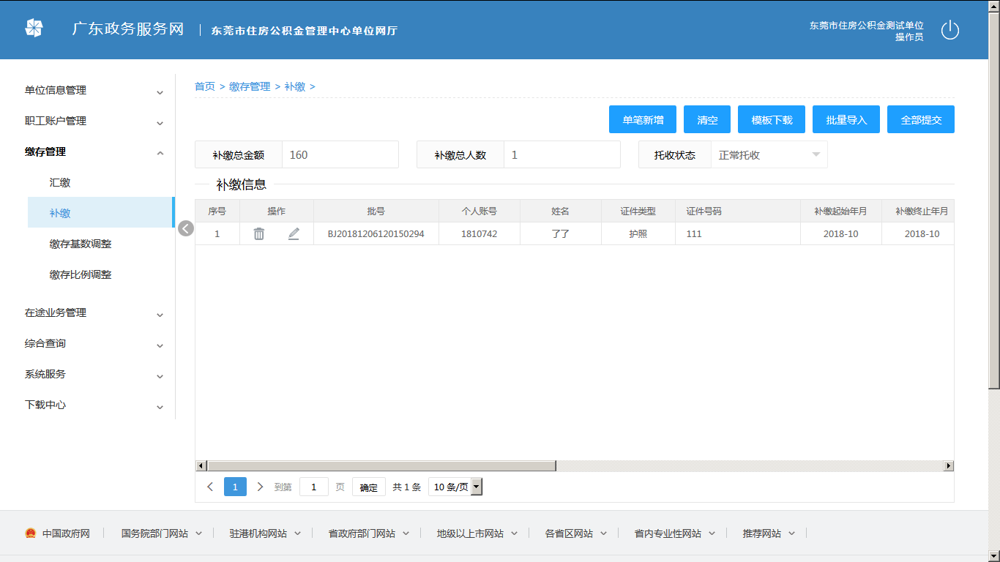 广东政务服务网 东莞市住房公积金管理中心单位网厅
东莞市住房公积金测试单位
操作员
单位信息管理
职工账户管理
缴存管理
汇缴
补缴
缴存基数调整
缴存比例调整
在途业务管理
综合查询
系统服务
下载中心
首页 > 缴存管理 > 补缴 >
单笔新增 清空 模板下载 批量导入 全部提交
补缴总金额 160 补缴总人数 1 托收状态 正常托收
补缴信息
序号 操作 批号 个人账号 姓名 证件类型 证件号码 补缴起始年月 补缴终止年月
1 BJ20181206120150294 1810742 了了 护照 111 2018-10 2018-10
1 到第 1 页 确定 共 1 条 10 条/页
中国政府网 国务院部门网站 驻港机构网站 省政府部门网站 地级以上市网站 各省区网站 省内专业性网站 推荐网站